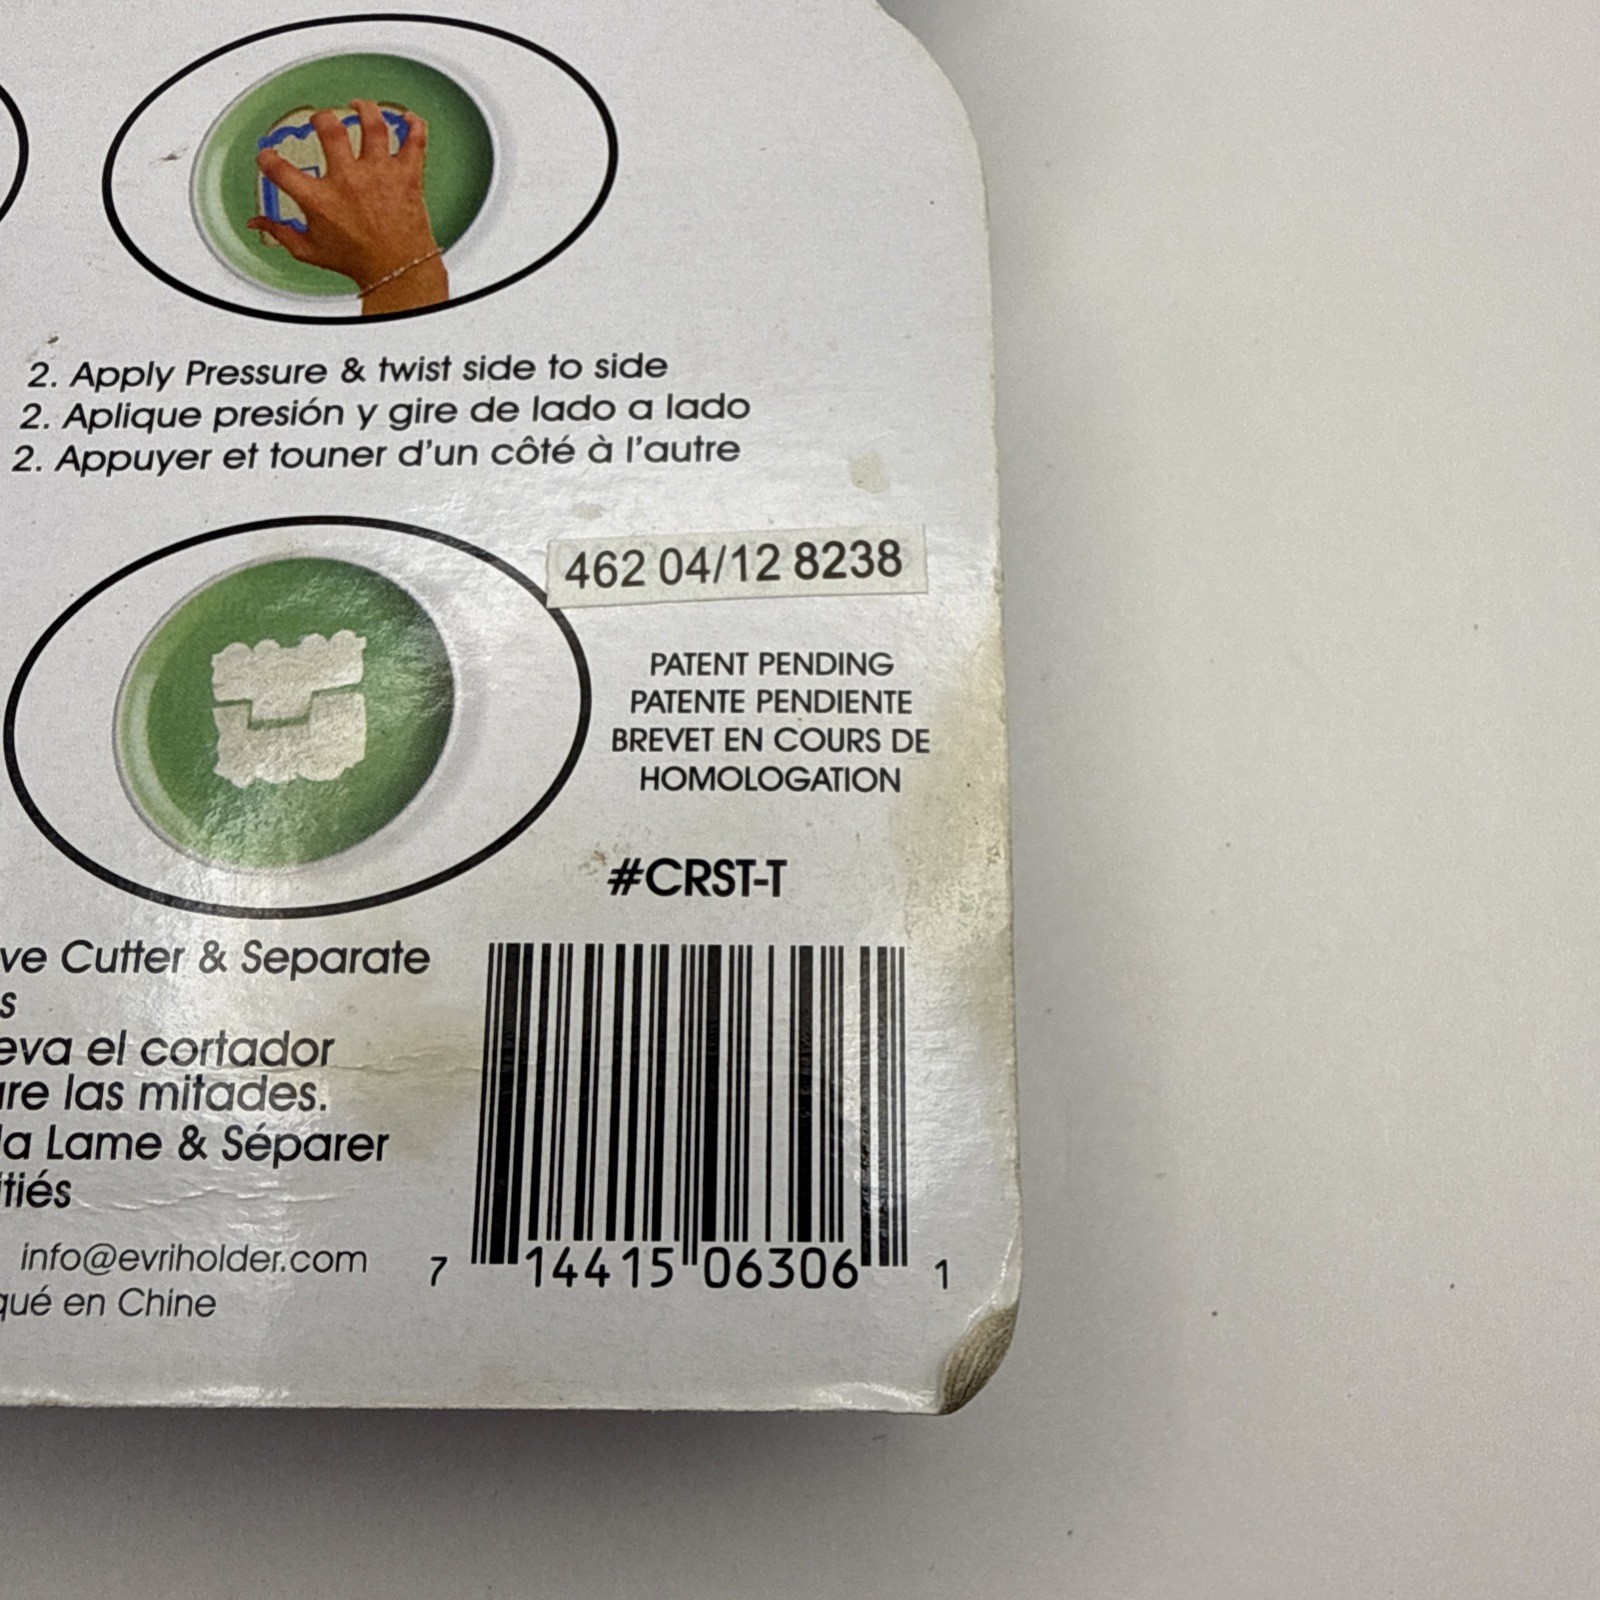 2. Apply Pressure & twist side to side
2. Aplique presión y gire de lado a lado
2. Appuyer et touner d'un côté à l'autre
462 04/12 8238
PATENT PENDING
PATENTE PENDIENTE
BREVET EN COURS DE
HOMOLOGATION
#CRST-T
ve Cutter & Separate
s
eva el cortador
are las mitades.
la Lame & Séparer
itiés
info@evriholder.com
qué en Chine
7 14415 06306 1